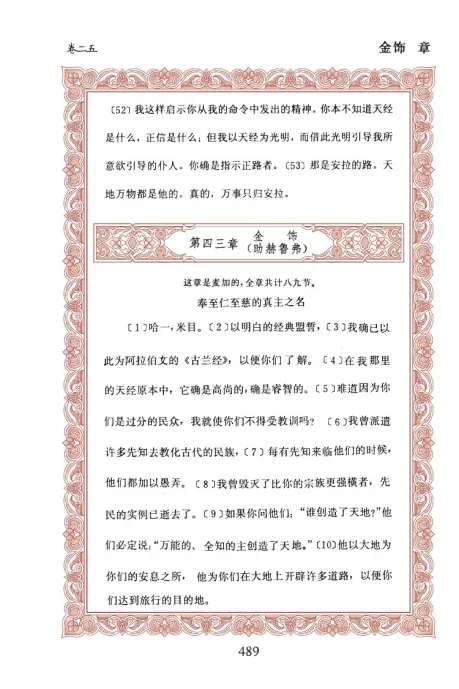 卷二五
金饰 章
〔52〕我这样启示你从我的命令中发出的精神。你本不知道天经
是什么，正信是什么；但我以天经为光明，而借此光明引导我所
意欲引导的仆人。你确是指示正路者。〔53〕那是安拉的路。天
地万物都是他的，真的，万事只归安拉。
第四三章 金 饰
（助赫鲁弗）
这章是麦加的，全章共计八九节。
奉至仁至慈的真主之名
〔1〕哈一，米目。〔2〕以明白的经典盟誓，〔3〕我确已以
此为阿拉伯文的《古兰经》，以便你们了解。〔4〕在我那里
的天经原本中，它确是高尚的，确是睿智的。〔5〕难道因为你
们是过分的民众，我就使你们不得受教训吗？〔6〕我曾派遣
许多先知去教化古代的民族，〔7〕每有先知来临他们的时候，
他们都加以愚弄。〔8〕我曾毁灭了比你的宗族更强横者，先
民的实例已逝去了。〔9〕如果你问他们：“谁创造了天地？”他
们必定说：“万能的、全知的主创造了天地。”〔10〕他以大地为
你们的安息之所， 他为你们在大地上开辟许多道路，以便你
们达到旅行的目的地。
489